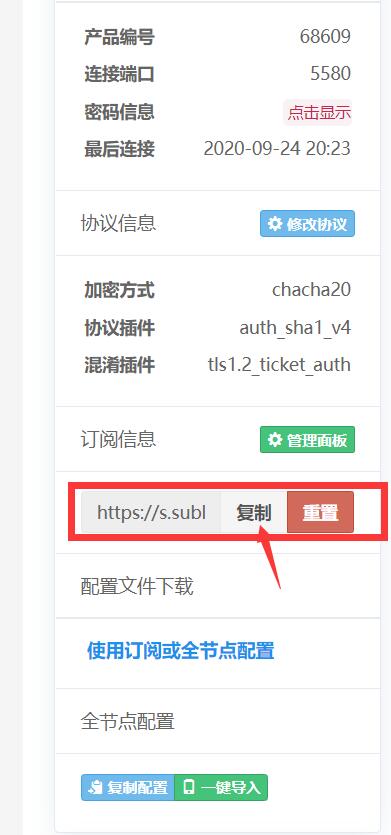 产品编号 68609
连接端口 5580
密码信息 点击显示
最后连接 2020-09-24 20:23
协议信息 修改协议
加密方式 chacha20
协议插件 auth_sha1_v4
混淆插件 tls1.2_ticket_auth
订阅信息 管理面板
https://s.subl 复制 重置
配置文件下载
使用订阅或全节点配置
全节点配置
复制配置 一键导入